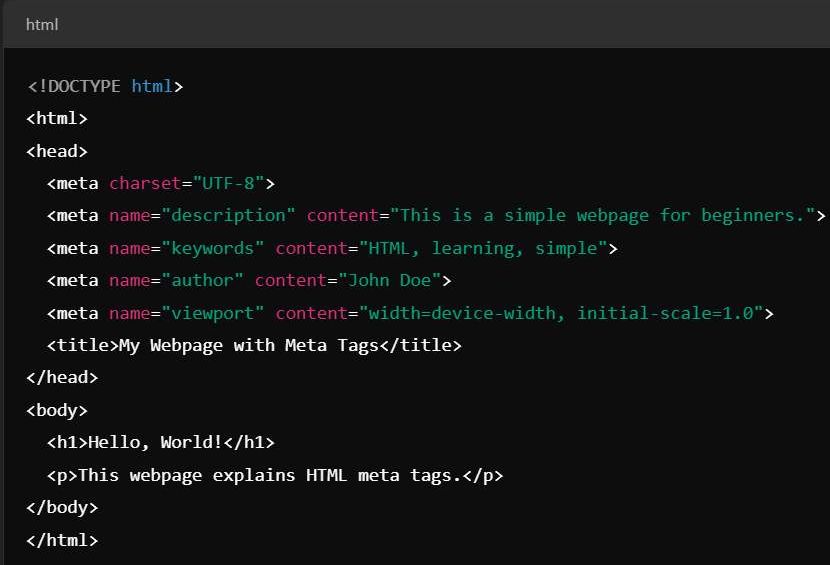 html
<!DOCTYPE html>
<html>
<head>
  <meta charset="UTF-8">
  <meta name="description" content="This is a simple webpage for beginners.">
  <meta name="keywords" content="HTML, learning, simple">
  <meta name="author" content="John Doe">
  <meta name="viewport" content="width=device-width, initial-scale=1.0">
  <title>My Webpage with Meta Tags</title>
</head>
<body>
  <h1>Hello, World!</h1>
  <p>This webpage explains HTML meta tags.</p>
</body>
</html>